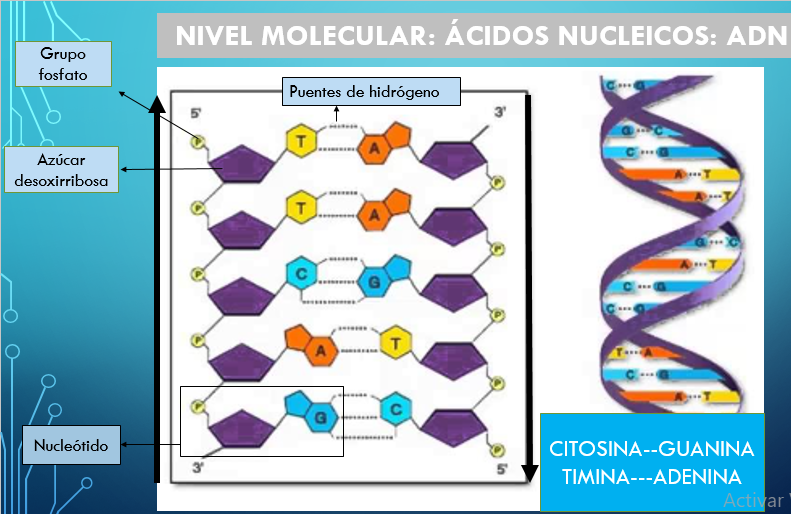 NIVEL MOLECULAR: ÁCIDOS NUCLEICOS: ADN
Grupo
fosfato
Puentes de hidrógeno
5' 3'
P T A
Azúcar
desoxirribosa
P
P T A
P
P C G
P
P A T
P
P G C
Nucleótido
P
3' 5'
C G
G C
C G
A T
A T
G C
A T
C G
T A
C G
A T
CITOSINA--GUANINA
TIMINA---ADENINA
Activar